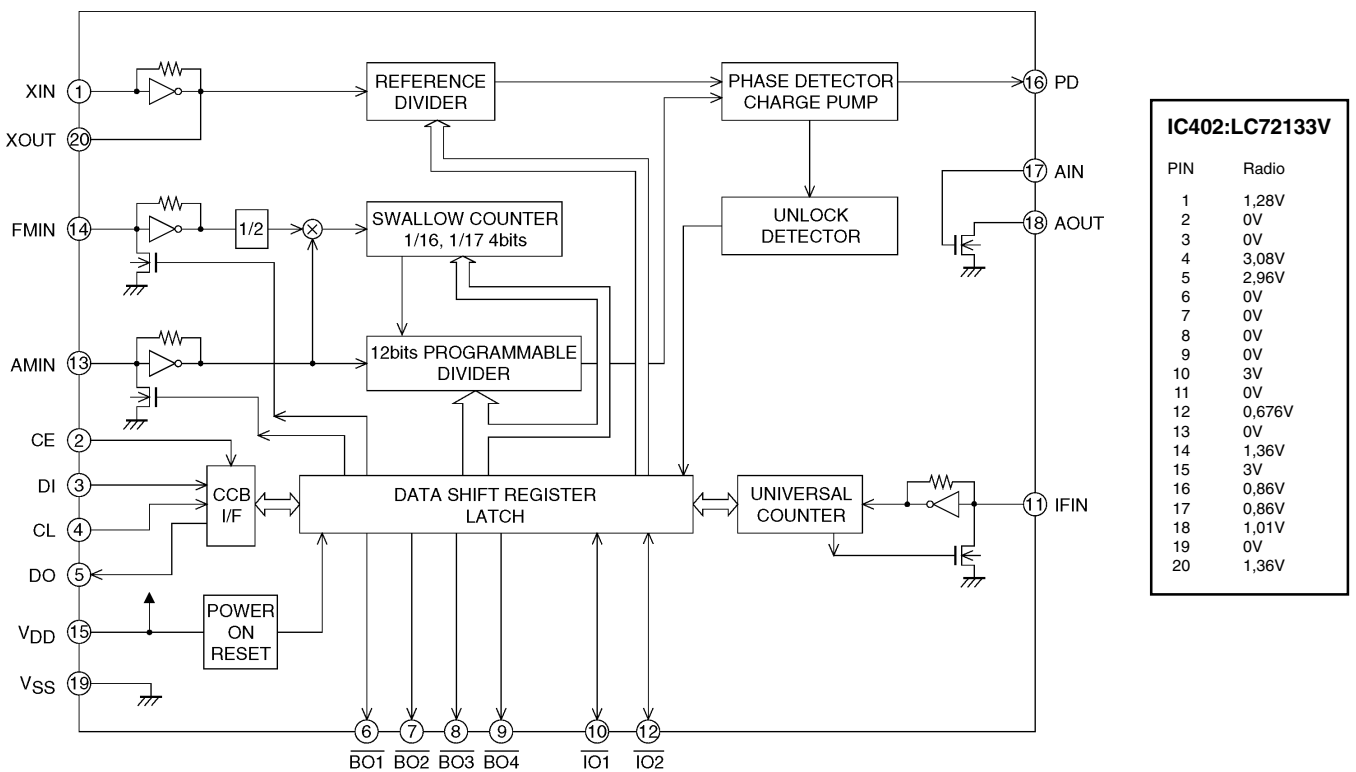 XIN 1
REFERENCE
DIVIDER
PHASE DETECTOR
CHARGE PUMP
16 PD
XOUT 20
17 AIN
FMIN 14
1/2
SWALLOW COUNTER
1/16, 1/17 4bits
UNLOCK
DETECTOR
18 AOUT
AMIN 13
12bits PROGRAMMABLE
DIVIDER
CE 2
DI 3
CL 4
DO 5
CCB
I/F
DATA SHIFT REGISTER
LATCH
UNIVERSAL
COUNTER
11 IFIN
VDD 15
POWER
ON
RESET
VSS 19
6 7 8 9 10 12
BO1 BO2 BO3 BO4 IO1 IO2
IC402:LC72133V
PIN Radio
1 1,28V
2 0V
3 0V
4 3,08V
5 2,96V
6 0V
7 0V
8 0V
9 0V
10 3V
11 0V
12 0,676V
13 0V
14 1,36V
15 3V
16 0,86V
17 0,86V
18 1,01V
19 0V
20 1,36V